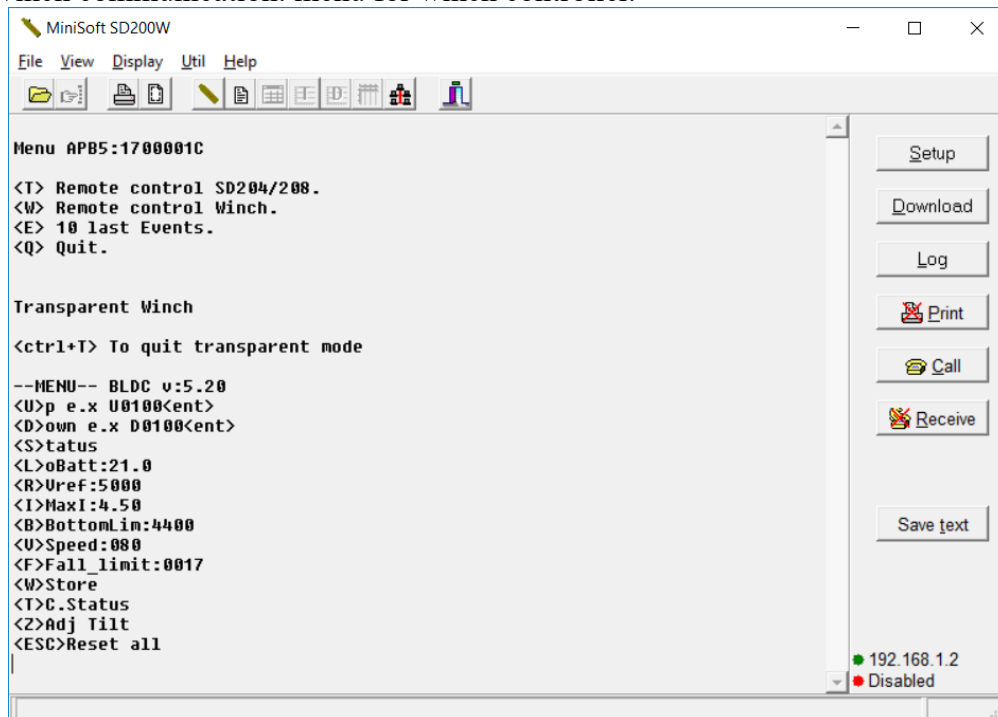 MiniSoft SD200W
File View Display Util Help
Menu APB5:1700001C
<T> Remote control SD204/208.
<W> Remote control Winch.
<E> 10 last Events.
<Q> Quit.
Transparent Winch
<ctrl+T> To quit transparent mode
--MENU-- BLDC v:5.20
<U>p e.x U0100<ent>
<D>own e.x D0100<ent>
<S>tatus
<L>oBatt:21.0
<R>Vref:5000
<I>MaxI:4.50
<B>BottomLim:4400
<V>Speed:080
<F>Fall_limit:0017
<W>Store
<T>C.Status
<Z>Adj Tilt
<ESC>Reset all
Setup
Download
Log
Print
Call
Receive
Save text
192.168.1.2
Disabled